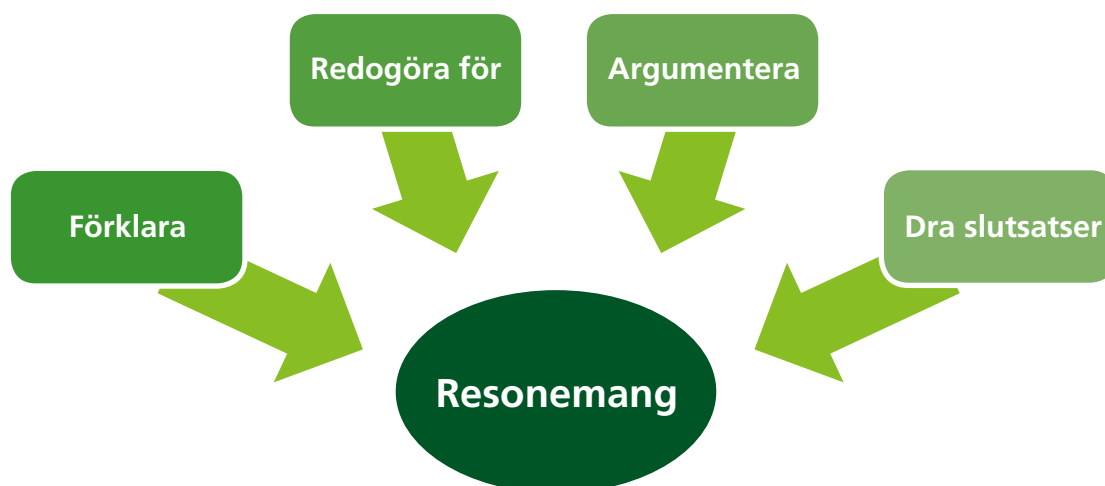 Redogöra för
Argumentera
Förklara
Dra slutsatser
Resonemang